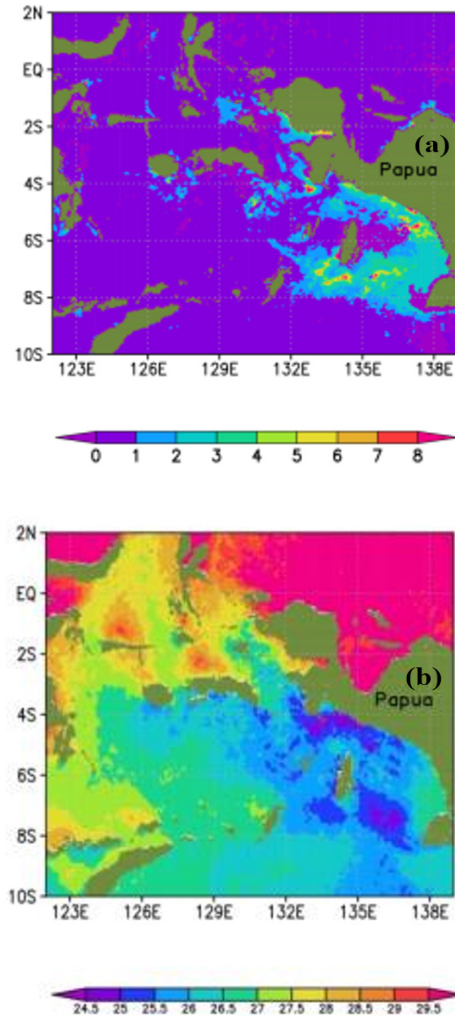 2N
EQ
2S
4S
6S
8S
10S
(a)
Papua
123E 126E 129E 132E 135E 138E
0 1 2 3 4 5 6 7 8
2N
EQ
2S
4S
6S
8S
10S
(b)
Papua
123E 126E 129E 132E 135E 138E
24.5 25 25.5 26 26.5 27 27.5 28 28.5 29 29.5